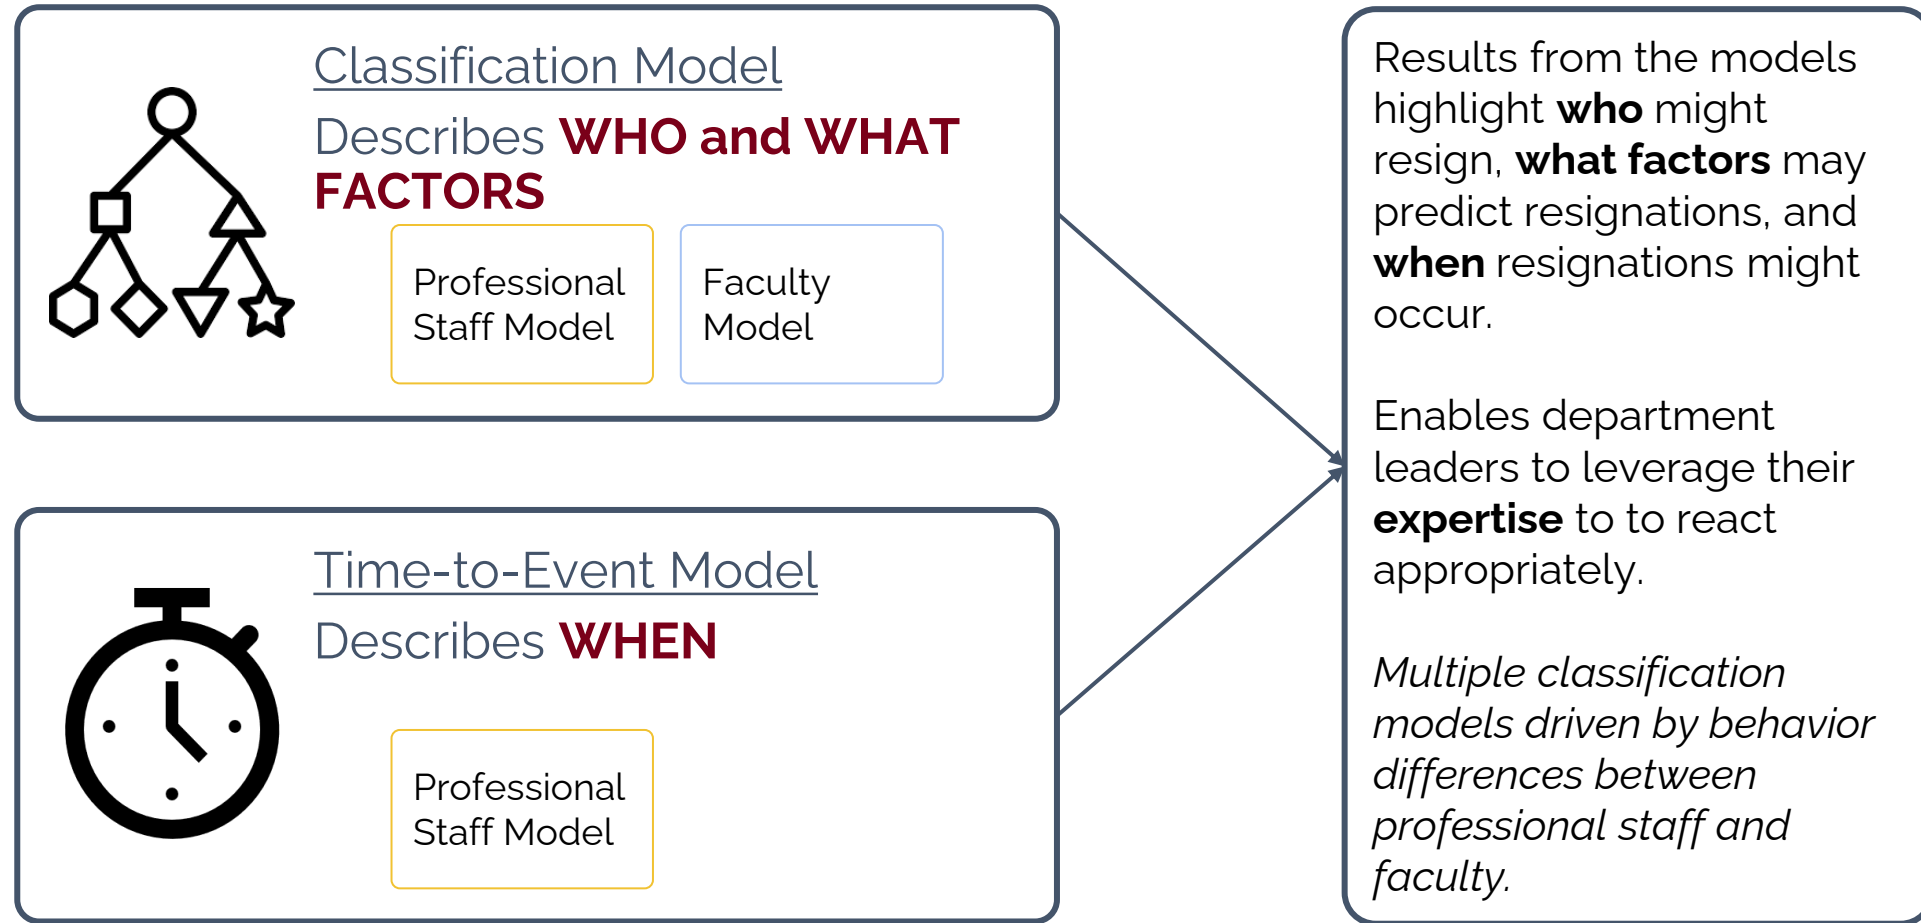 Classification Model
Describes WHO and WHAT
FACTORS
Professional
Staff Model
Faculty
Model
Time-to-Event Model
Describes WHEN
Professional
Staff Model
Results from the models
highlight who might
resign, what factors may
predict resignations, and
when resignations might
occur.
Enables department
leaders to leverage their
expertise to to react
appropriately.
Multiple classification
models driven by behavior
differences between
professional staff and
faculty.